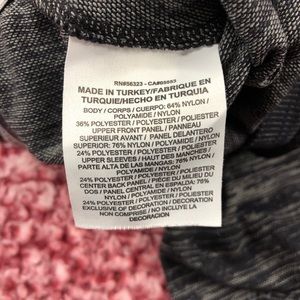 RN#56323 - CA#05553
MADE IN TURKEY/FABRIQUE EN
TURQUIE/HECHO EN TURQUIA
BODY / CORPS / CUERPO: 64% NYLON /
POLYAMIDE / NYLON
36% POLYESTER / POLYESTER / POLIESTER
UPPER FRONT PANEL / PANNEAU
AVANT SUPERIEUR / PANEL DELANTERO
SUPERIOR: 76% NYLON / POLYAMIDE / NYLON
24% POLYESTER / POLYESTER / POLIESTER
UPPER SLEEVES / HAUT DES MANCHES /
PARTE ALTA DE LAS MANGAS: 76% NYLON /
POLYAMIDE / NYLON
24% POLYESTER / POLYESTER / POLIESTER
CENTER BACK PANEL / PIÈCE DU MILIEU DU
DOS / PANEL CENTRAL EN ESPALDA: 76%
NYLON / POLYAMIDE / NYLON
24% POLYESTER / POLYESTER / POLIESTER
EXCLUSIVE OF DECORATION / DECORATION
NON COMPRISE / NO INCLUYE LA
DECORACION